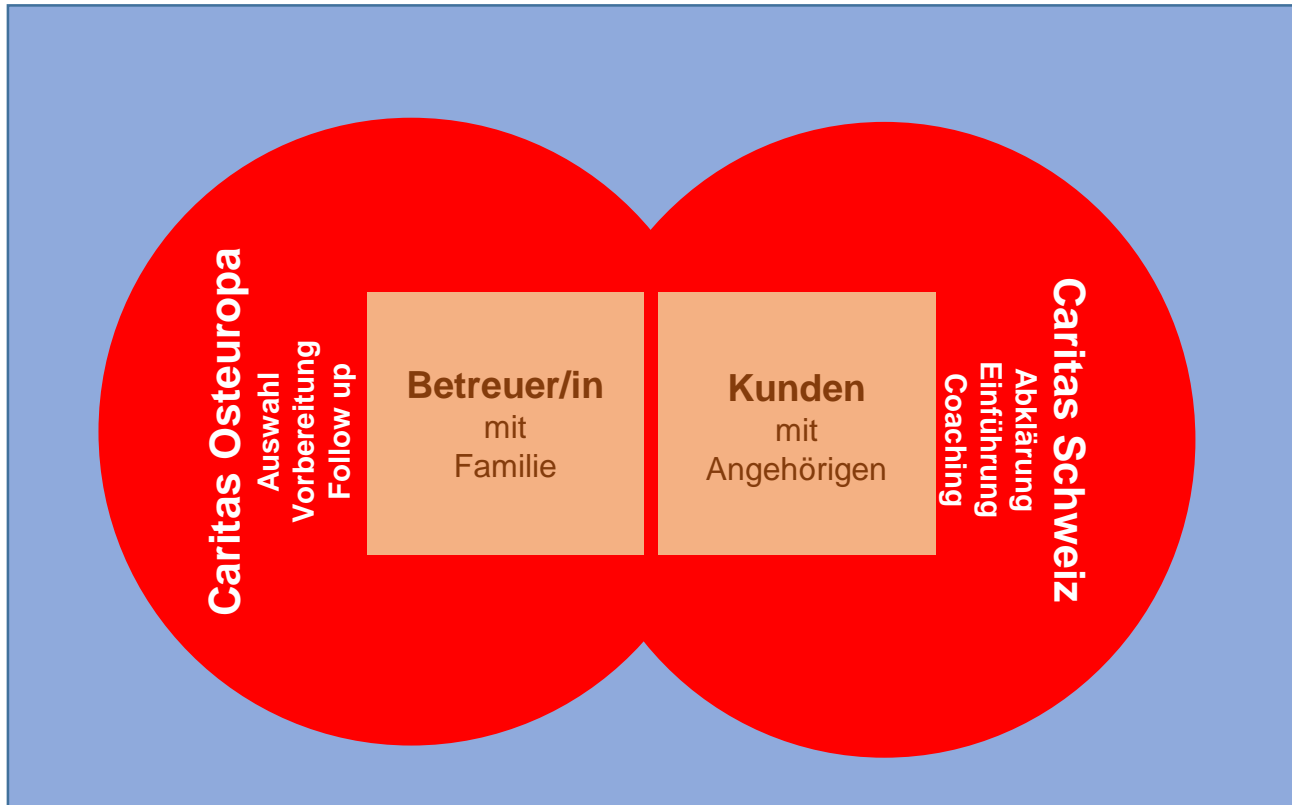 Caritas Osteuropa
Auswahl
Vorbereitung
Follow up
Betreuer/in
mit
Familie
Kunden
mit
Angehörigen
Caritas Schweiz
Abklärung
Einführung
Coaching